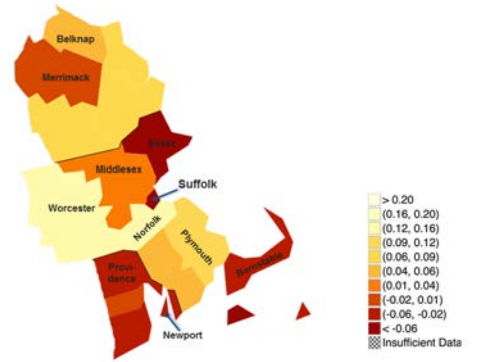 Belknap
Merrimack
Essex
Middlesex
Suffolk
Worcester
Norfolk
Plymouth
Provi-
dence
Barnstable
Newport
> 0.20
(0.16, 0.20)
(0.12, 0.16)
(0.09, 0.12)
(0.06, 0.09)
(0.04, 0.06)
(0.01, 0.04)
(-0.02, 0.01)
(-0.06, -0.02)
< -0.06
Insufficient Data